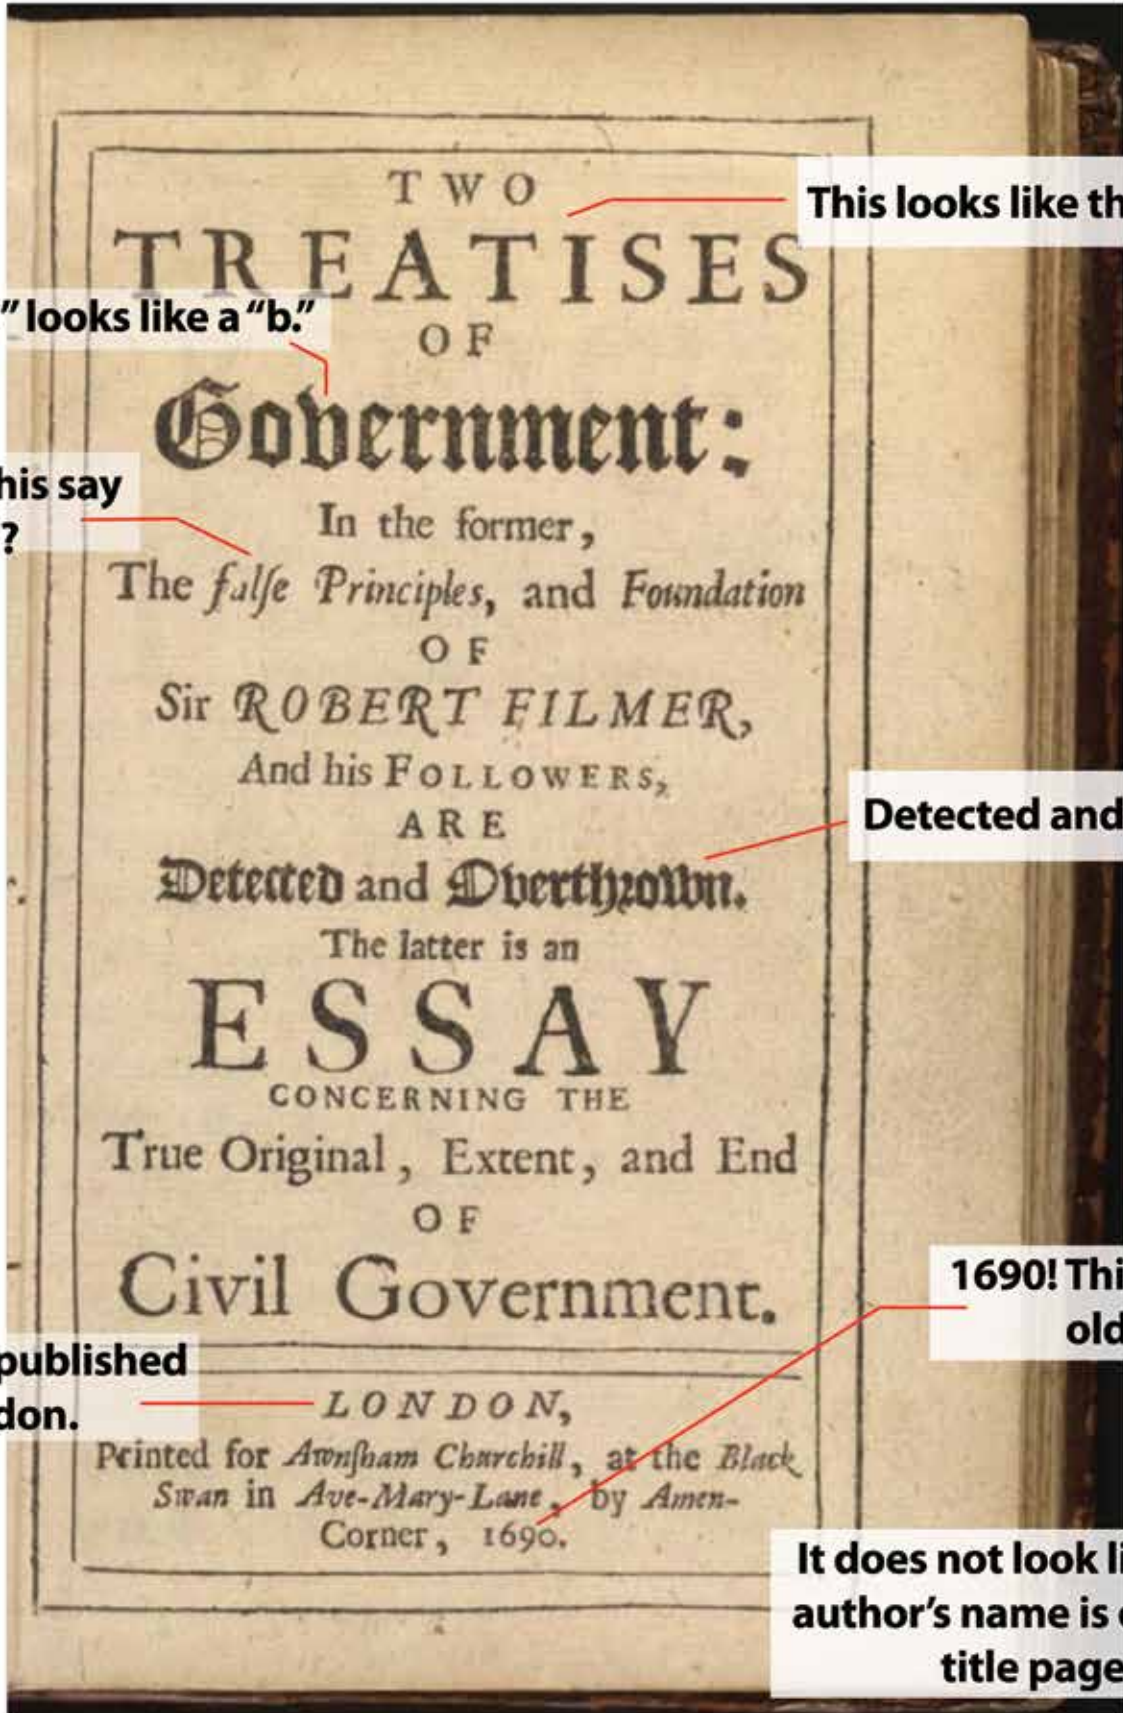 TWO
This looks like th
TREATISES
" looks like a "b."
OF
Government:
his say
?
In the former,
The falſe Principles, and Foundation
OF
Sir ROBERT FILMER,
And his FOLLOWERS,
ARE
Detected and
Detected and Overthrown.
The latter is an
ESSAY
CONCERNING THE
True Original, Extent, and End
OF
Civil Government.
1690! Thi
old
published
don.
LONDON,
Printed for Awnſham Churchill, at the Black
Swan in Ave-Mary-Lane, by Amen-
Corner, 1690.
It does not look li
author's name is
title page